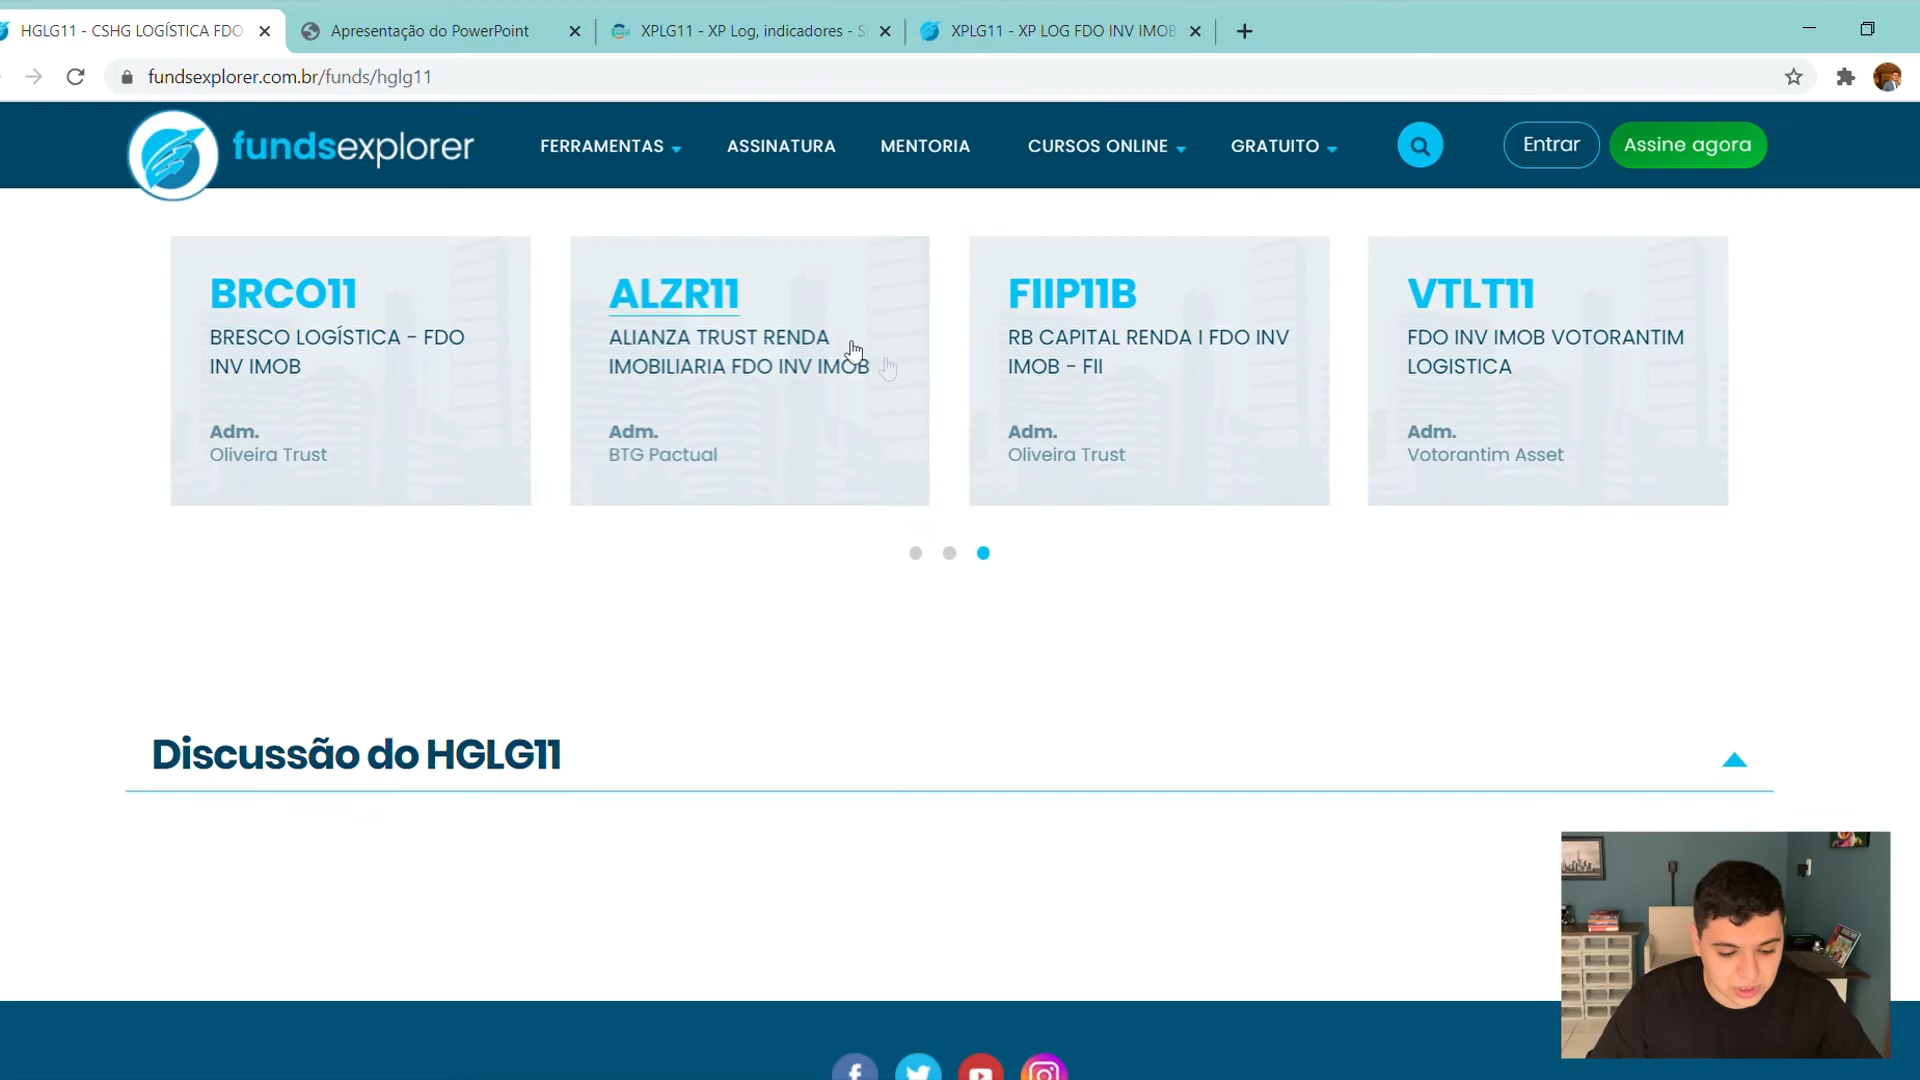 HGLG11 - CSHG LOGÍSTICA FDO
Apresentação do PowerPoint
XPLG11 - XP Log, indicadores -
XPLG11 - XP LOG FDO INV IMOB
fundsexplorer.com.br/funds/hglg11
fundsexplorer
FERRAMENTAS
ASSINATURA
MENTORIA
CURSOS ONLINE
GRATUITO
Entrar
Assine agora
BRCO11
BRESCO LOGÍSTICA - FDO
INV IMOB
Adm.
Oliveira Trust
ALZR11
ALIANZA TRUST RENDA
IMOBILIARIA FDO INV IMOB
Adm.
BTG Pactual
FIIP11B
RB CAPITAL RENDA I FDO INV
IMOB - FII
Adm.
Oliveira Trust
VTLT11
FDO INV IMOB VOTORANTIM
LOGISTICA
Adm.
Votorantim Asset
Discussão do HGLG11